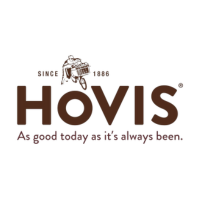 SINCE 1886
HOVIS®
As good today as it's always been.